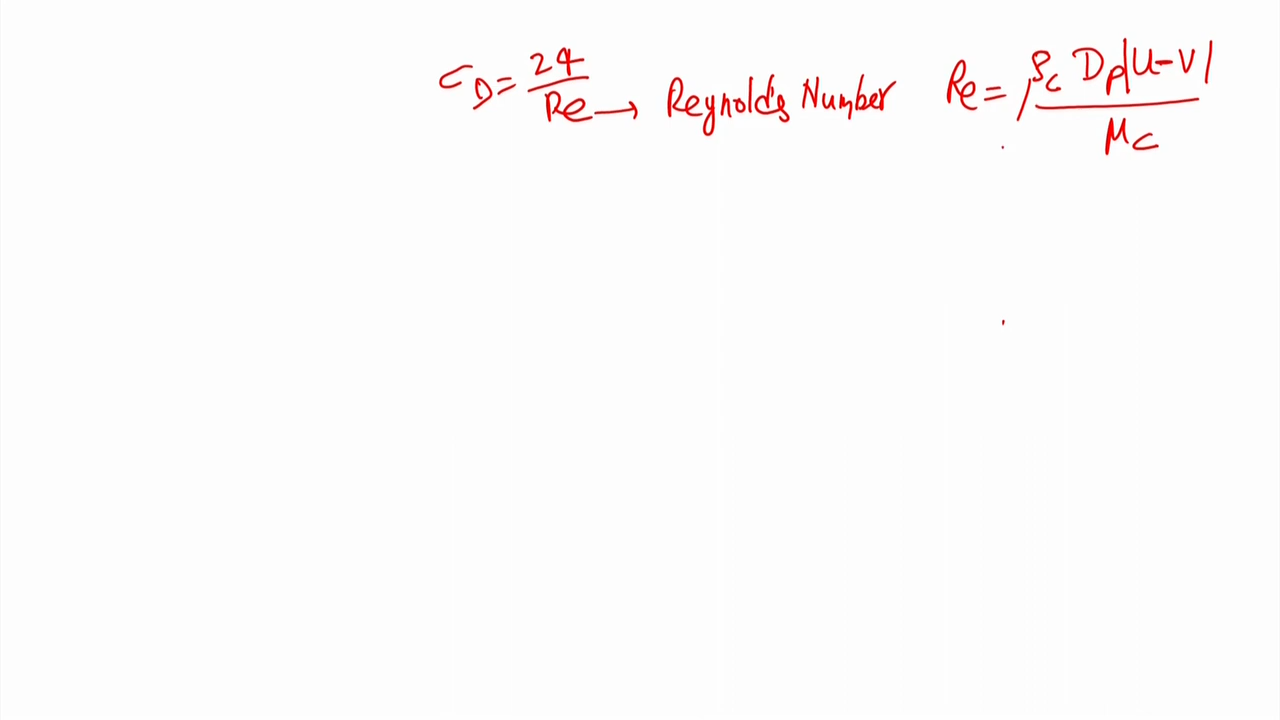 C_D = 24/Re → Reynold's Number Re = ρ_c D_p|u-v| / μ_c